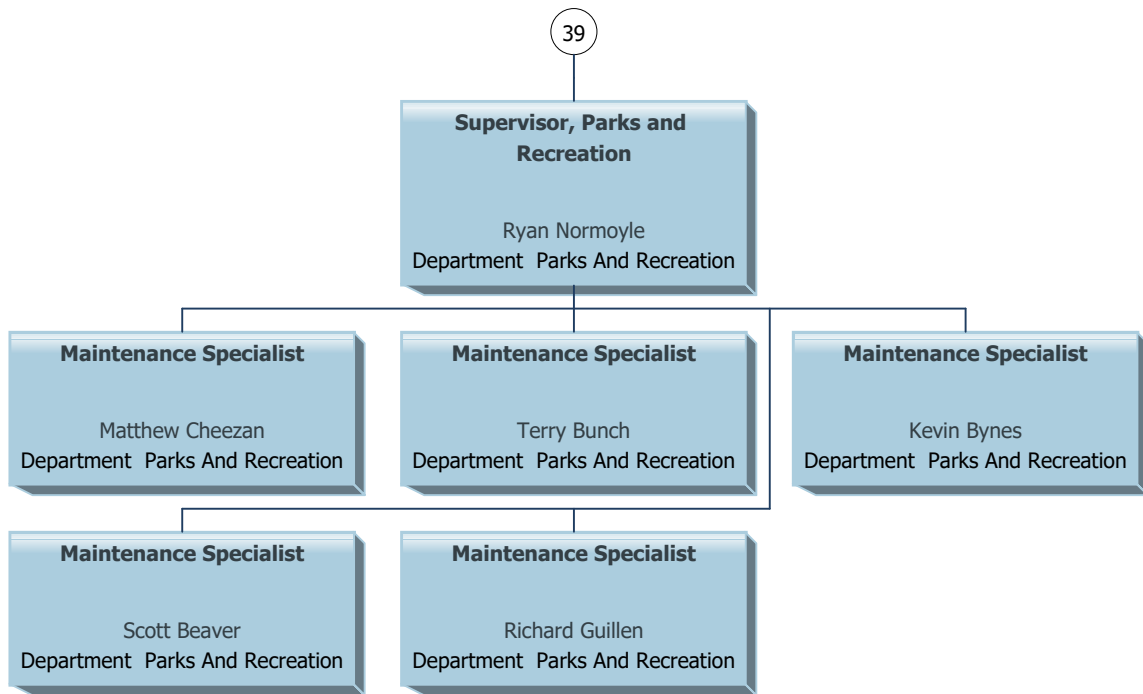 39
Supervisor, Parks and
Recreation
Ryan Normoyle
Department  Parks And Recreation
Maintenance Specialist
Matthew Cheezan
Department  Parks And Recreation
Maintenance Specialist
Terry Bunch
Department  Parks And Recreation
Maintenance Specialist
Kevin Bynes
Department  Parks And Recreation
Maintenance Specialist
Scott Beaver
Department  Parks And Recreation
Maintenance Specialist
Richard Guillen
Department  Parks And Recreation